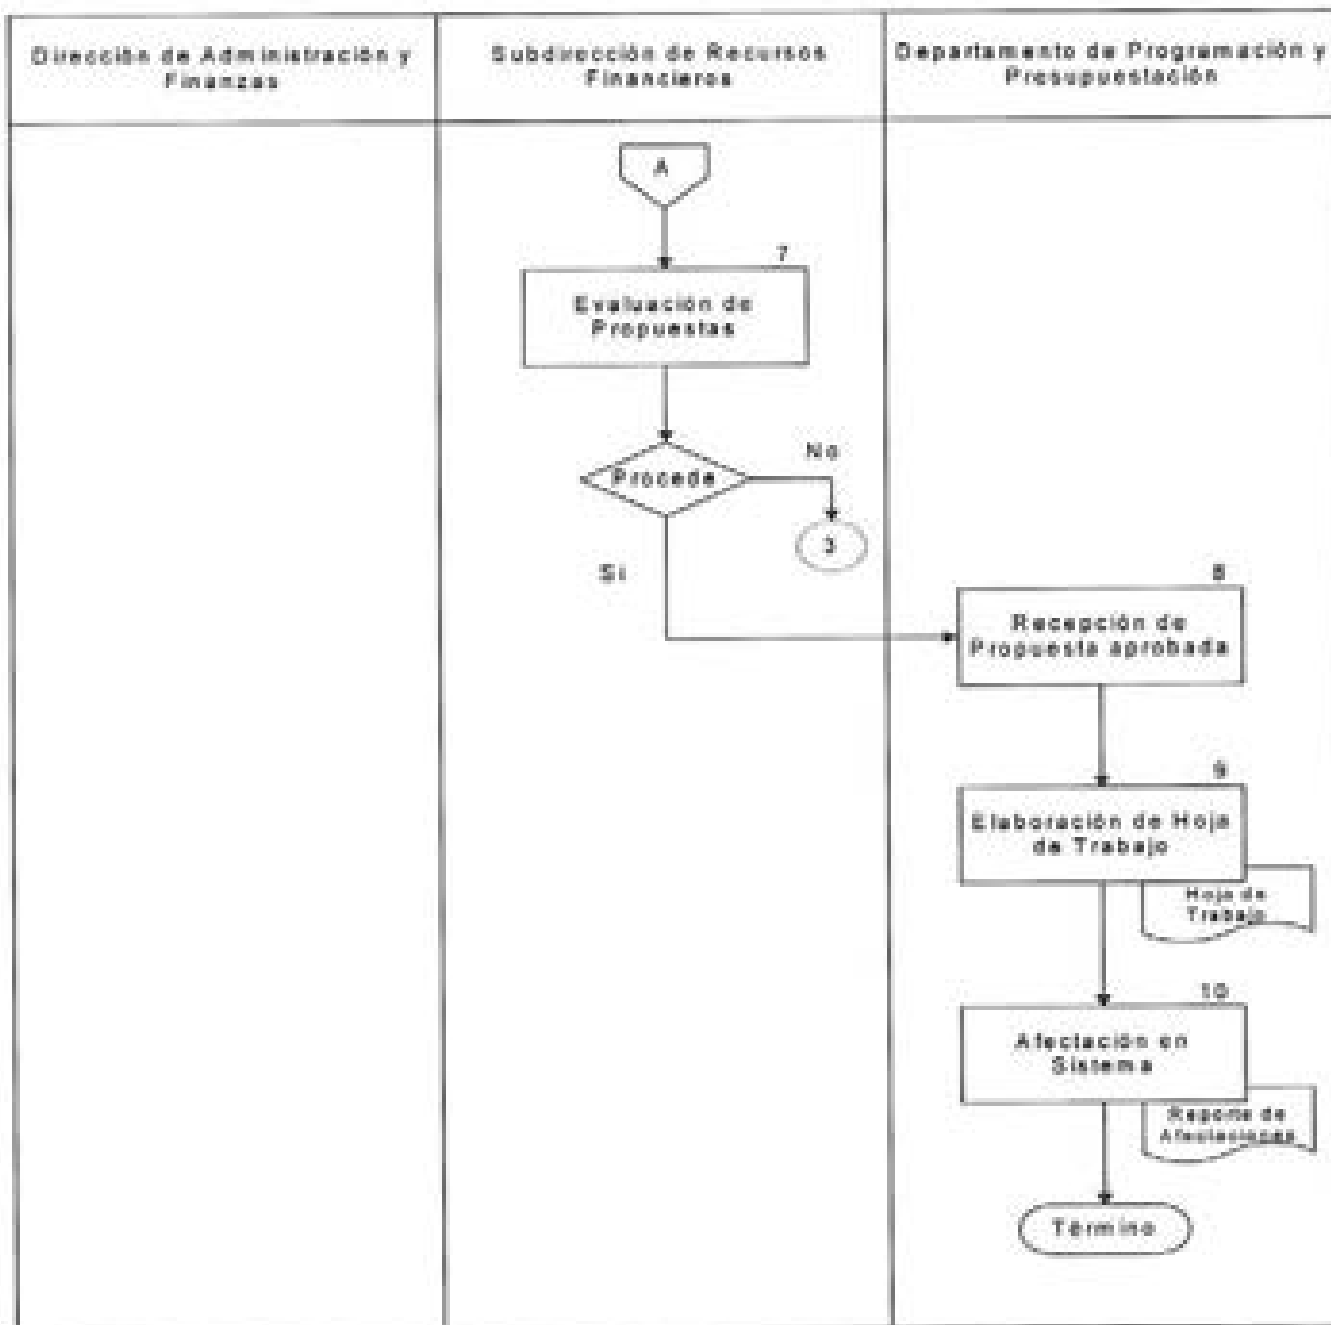 Dirección de Administración y
Finanzas
Subdirección de Recursos
Financieros
Departamento de Programación y
Presupuestación
A
7
Evaluación de
Propuestas
Procede
No
3
Si
8
Recepción de
Propuesta aprobada
9
Elaboración de Hoja
de Trabajo
Hoja de
Trabajo
10
Afectación en
Sistema
Reporte de
Afectaciones
Término